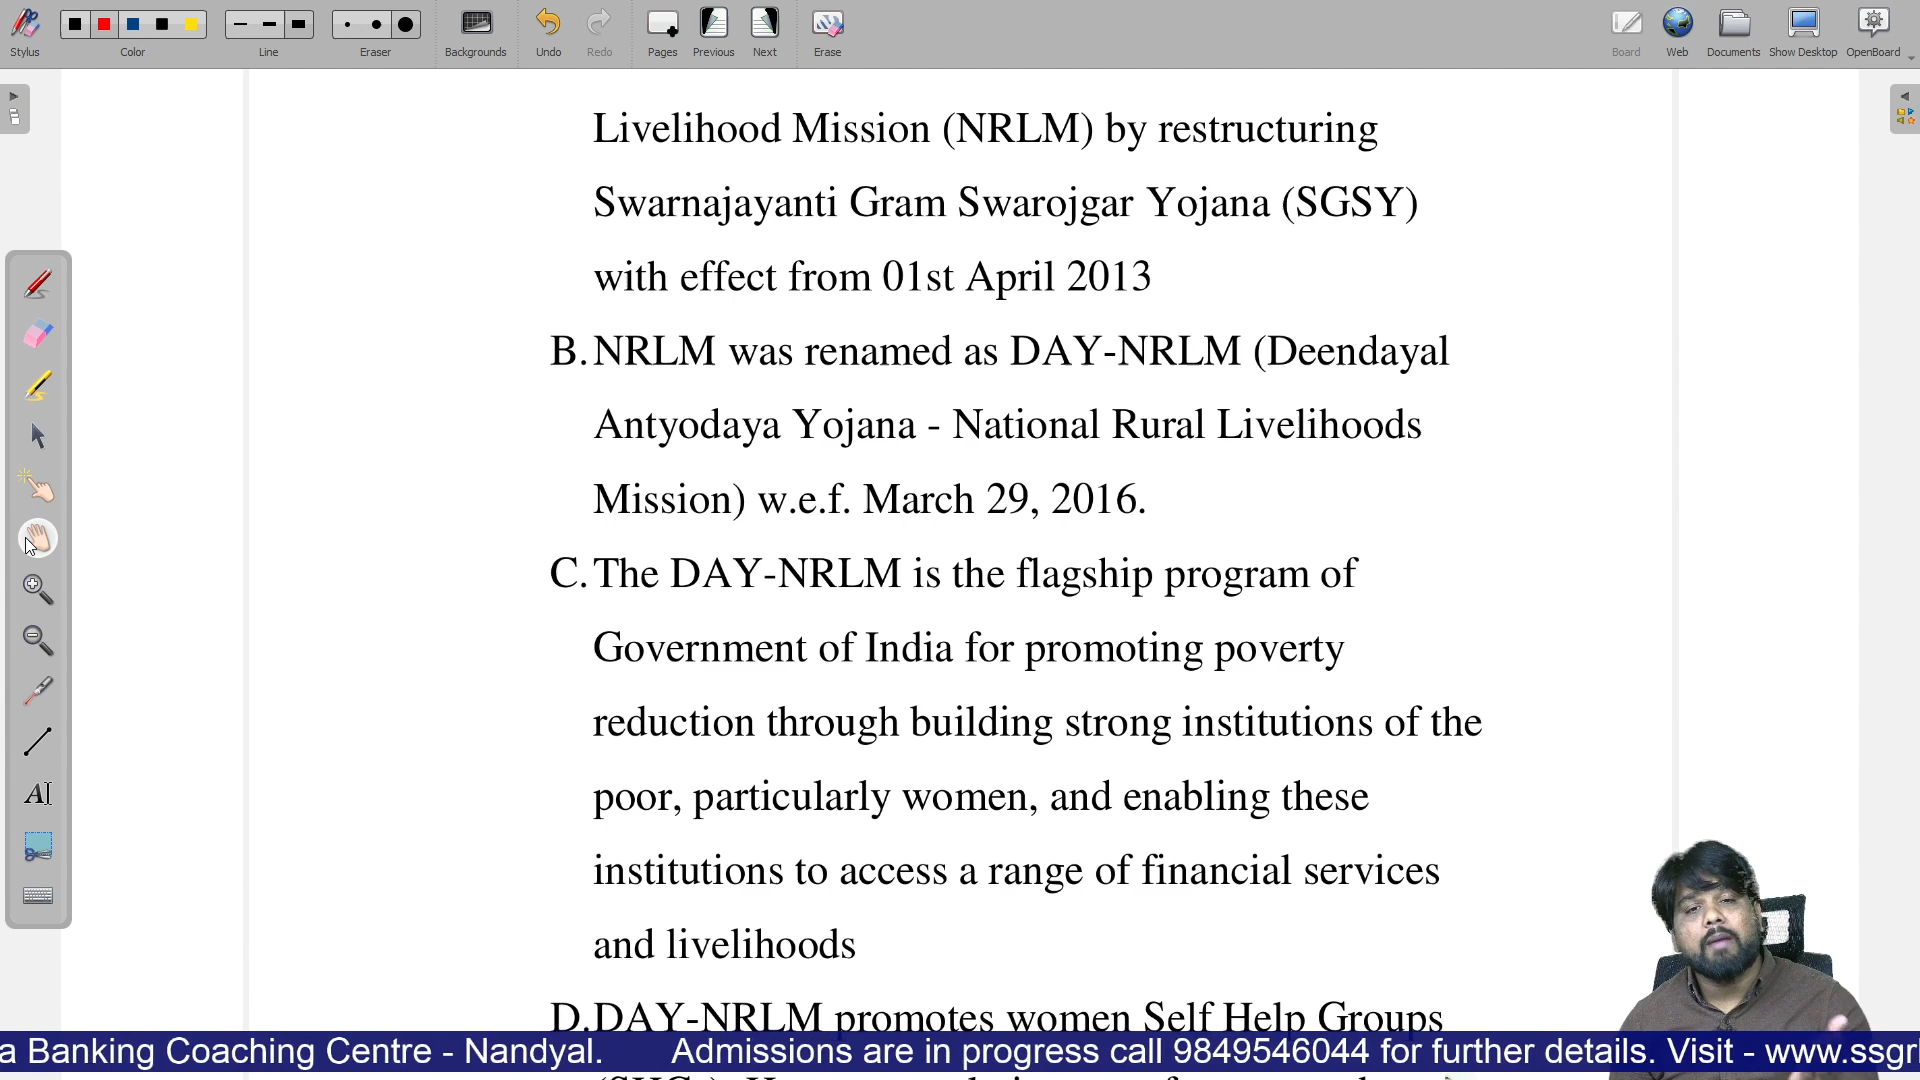 Stylus
Color
Line
Eraser
Backgrounds
Undo
Redo
Pages
Previous
Next
Erase
Board
Web
Documents
Show Desktop
OpenBoard
Livelihood Mission (NRLM) by restructuring
Swarnajayanti Gram Swarojgar Yojana (SGSY)
with effect from 01st April 2013
B. NRLM was renamed as DAY-NRLM (Deendayal
Antyodaya Yojana - National Rural Livelihoods
Mission) w.e.f. March 29, 2016.
C. The DAY-NRLM is the flagship program of
Government of India for promoting poverty
reduction through building strong institutions of the
poor, particularly women, and enabling these
institutions to access a range of financial services
and livelihoods
D. DAY-NRLM promotes women Self Help Groups
a Banking Coaching Centre - Nandyal. Admissions are in progress call 9849546044 for further details. Visit - www.ssgr